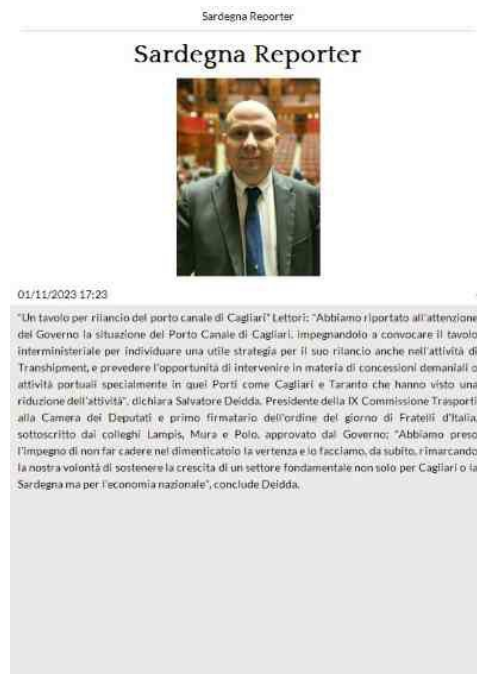 Sardegna Reporter
Sardegna Reporter
01/11/2023 17:23
"Un tavolo per rilancio del porto canale di Cagliari" Lettori: "Abbiamo riportato all'attenzione
del Governo la situazione del Porto Canale di Cagliari, impegnandolo a convocare il tavolo
interministeriale per individuare una utile strategia per il suo rilancio anche nell'attività di
Transhipment, e prevedere l'opportunità di intervenire in materia di concessioni demaniali o
attività portuali specialmente in quei Porti come Cagliari e Taranto che hanno visto una
riduzione dell'attività", dichiara Salvatore Deidda, Presidente della IX Commissione Trasporti
alla Camera dei Deputati e primo firmatario dell'ordine del giorno di Fratelli d'Italia,
sottoscritto dai colleghi Lampis, Mura e Polo, approvato dal Governo; "Abbiamo preso
l'impegno di non far cadere nel dimenticatoio la vertenza e lo facciamo, da subito, rimarcando
la nostra volontà di sostenere la crescita di un settore fondamentale non solo per Cagliari o la
Sardegna ma per l'economia nazionale", conclude Deidda.